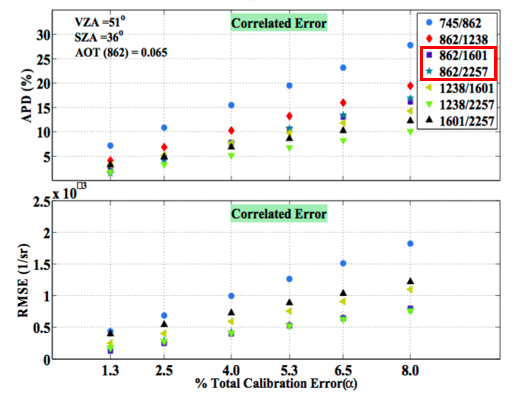 VZA =51°
SZA =36°
AOT (862) = 0.065
Correlated Error
745/862
862/1238
862/1601
862/2257
1238/1601
1238/2257
1601/2257
APD (%)
30
25
20
15
10
5
x 10⁻³
Correlated Error
RMSE (1/sr)
2.5
2
1.5
1
0.5
0
1.3 2.5 4.0 5.3 6.5 8.0
% Total Calibration Error(α)